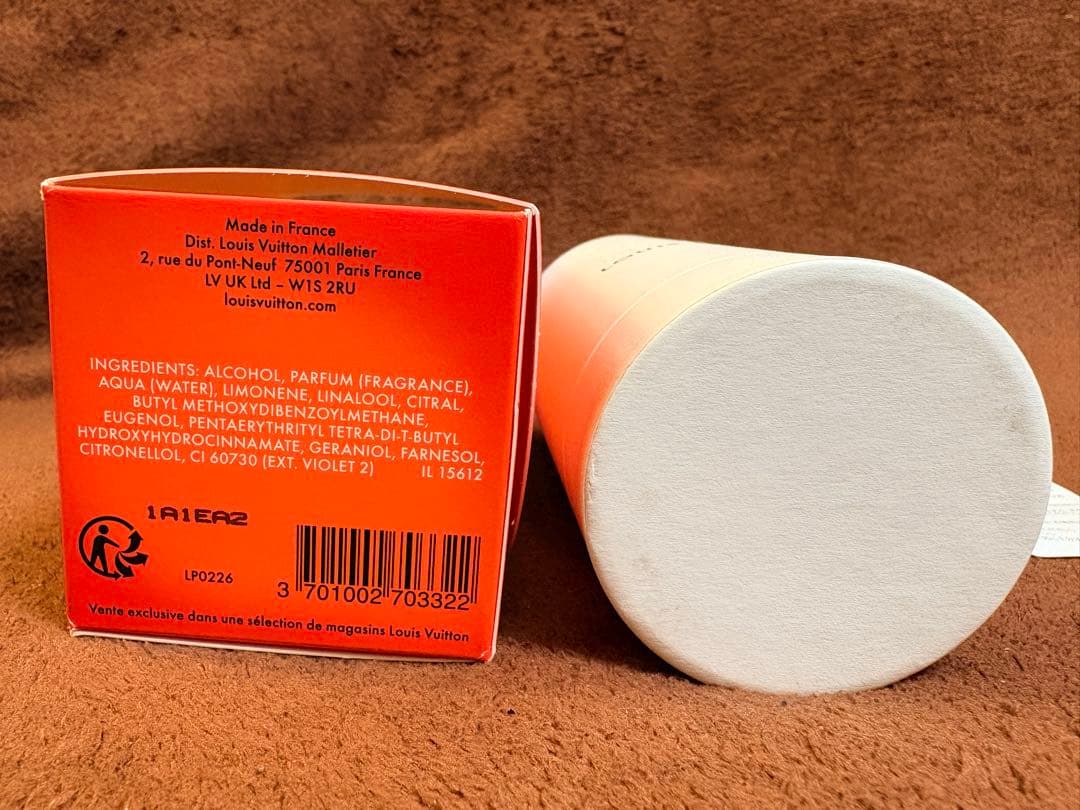 Made in France
Dist. Louis Vuitton Malletier
2, rue du Pont-Neuf 75001 Paris France
LV UK Ltd – W1S 2RU
louisvuitton.com
INGREDIENTS: ALCOHOL, PARFUM (FRAGRANCE),
AQUA (WATER), LIMONENE, LINALOOL, CITRAL,
BUTYL METHOXYDIBENZOYLMETHANE,
EUGENOL, PENTAERYTHRITYL TETRA-DI-T-BUTYL
HYDROXYHYDROCINNAMATE, GERANIOL, FARNESOL,
CITRONELLOL, CI 60730 (EXT. VIOLET 2) IL 15612
1A1EA2
LP0226
3 701002 703322
Vente exclusive dans une sélection de magasins Louis Vuitton